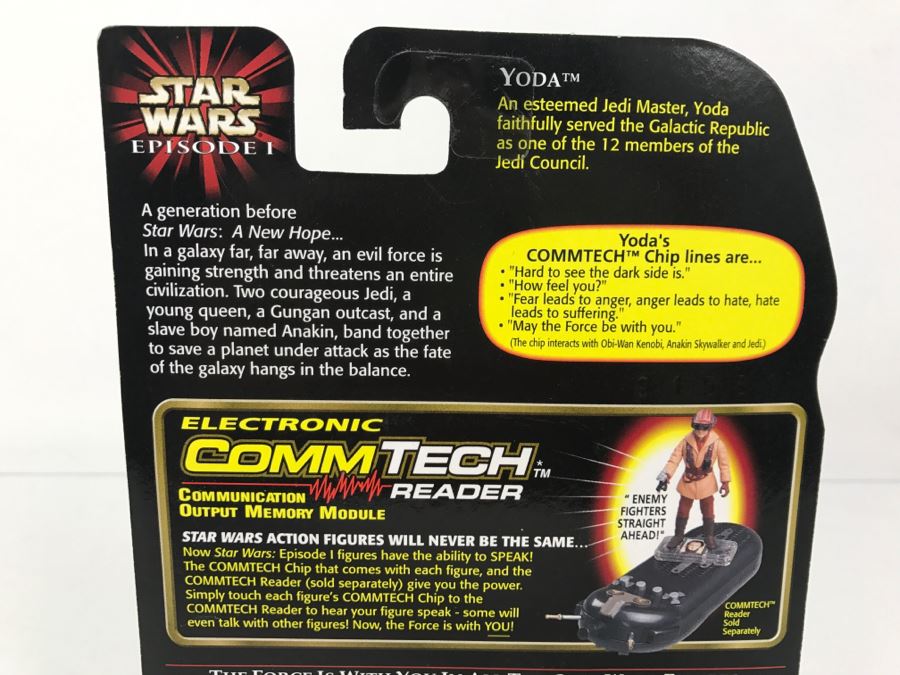 STAR
WARS
EPISODE I
YODA™
An esteemed Jedi Master, Yoda
faithfully served the Galactic Republic
as one of the 12 members of the
Jedi Council.
A generation before
Star Wars: A New Hope...
In a galaxy far, far away, an evil force is
gaining strength and threatens an entire
civilization. Two courageous Jedi, a
young queen, a Gungan outcast, and a
slave boy named Anakin, band together
to save a planet under attack as the fate
of the galaxy hangs in the balance.
Yoda's
COMMTECH™ Chip lines are...
• "Hard to see the dark side is."
• "How feel you?"
• "Fear leads to anger, anger leads to hate, hate
leads to suffering."
• "May the Force be with you."
(The chip interacts with Obi-Wan Kenobi, Anakin Skywalker and Jedi.)
ELECTRONIC
COMMTECH™
READER
COMMUNICATION
OUTPUT MEMORY MODULE
STAR WARS ACTION FIGURES WILL NEVER BE THE SAME...
Now Star Wars: Episode I figures have the ability to SPEAK!
The COMMTECH Chip that comes with each figure, and the
COMMTECH Reader (sold separately) give you the power.
Simply touch each figure's COMMTECH Chip to the
COMMTECH Reader to hear your figure speak - some will
even talk with other figures! Now, the Force is with YOU!
" ENEMY
FIGHTERS
STRAIGHT
AHEAD!"
COMMTECH™
Reader
Sold
Separately
THE FORCE IS WITH YOU IN ALL